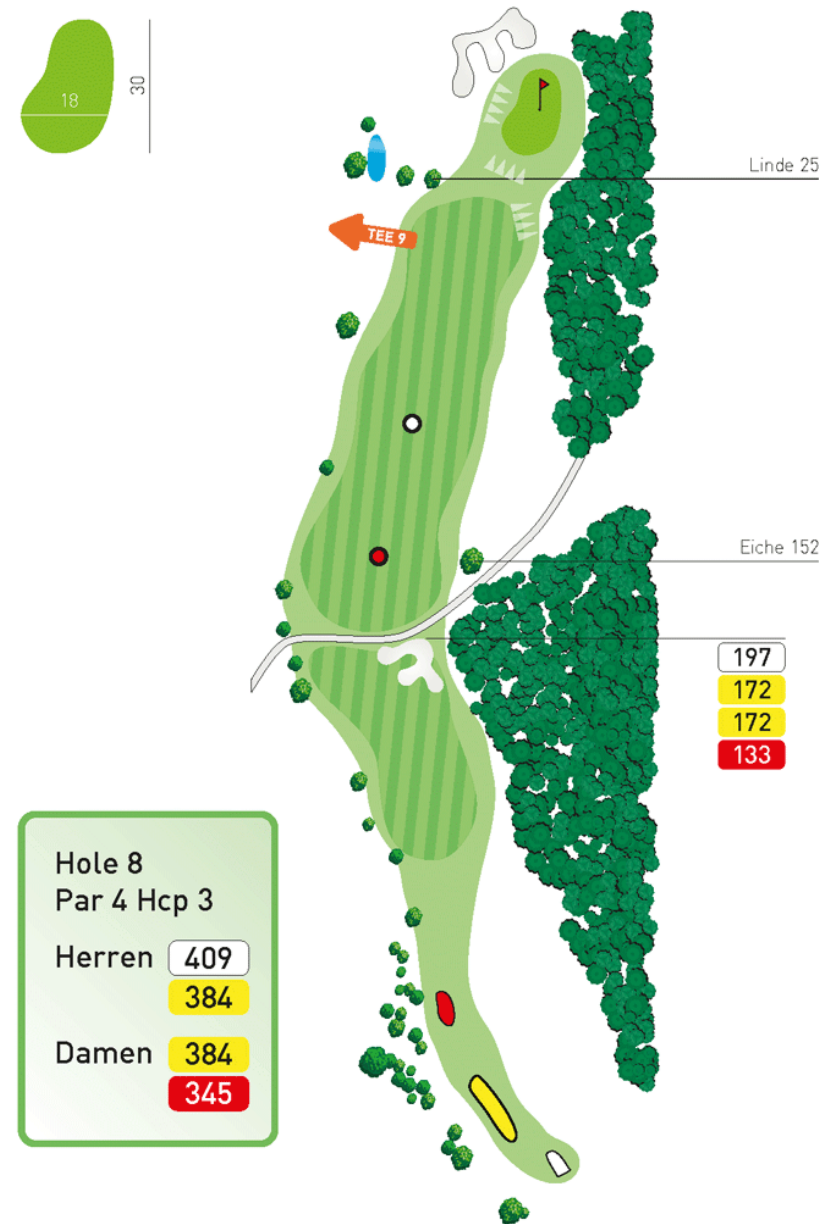 18
30
Linde 25
TEE 9
Eiche 152
197
172
172
133
Hole 8
Par 4 Hcp 3
Herren 409
384
Damen 384
345